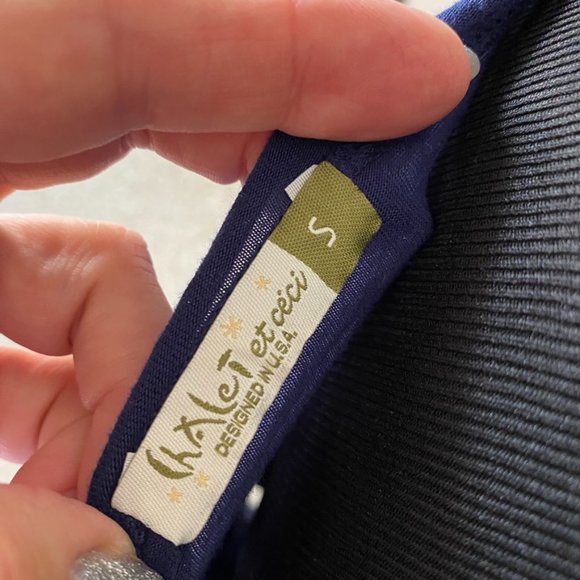 S
chALeT et ceci
DESIGNED IN U.S.A.